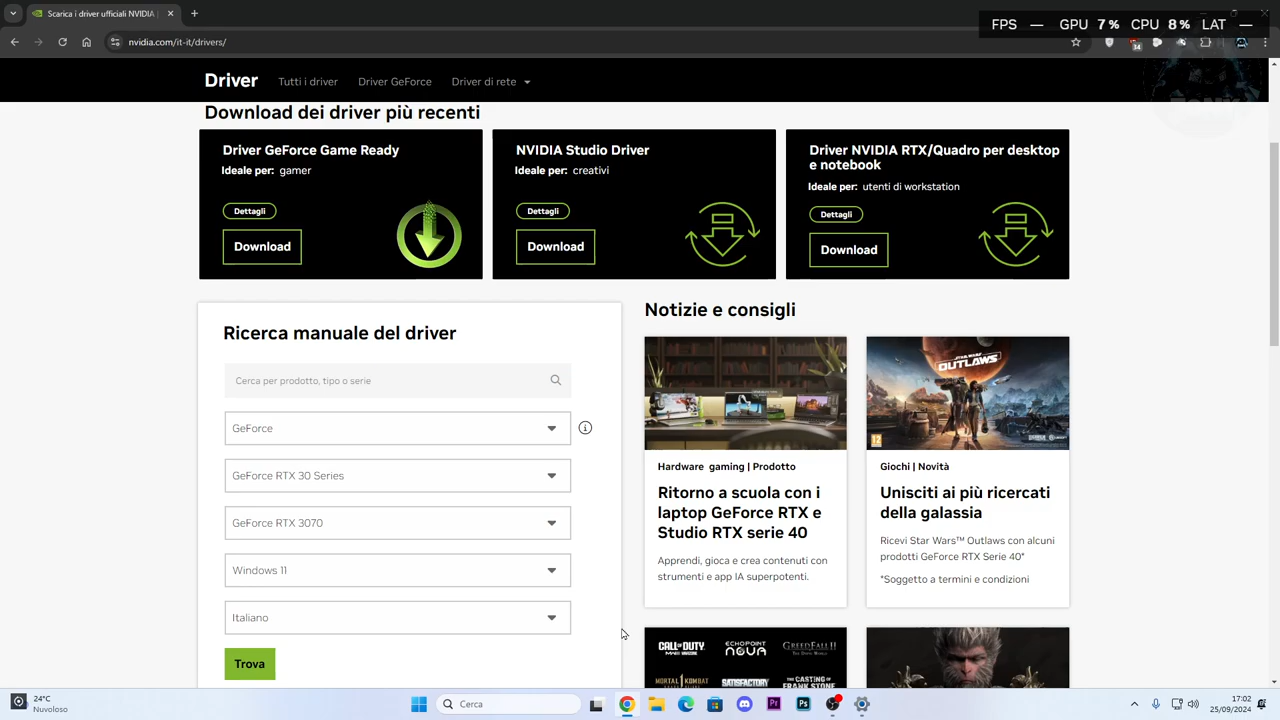 Scarica i driver ufficiali NVIDIA |
FPS — GPU 7 % CPU 8 % LAT —
nvidia.com/it-it/drivers/
14
Driver
Tutti i driver
Driver GeForce
Driver di rete
Download dei driver più recenti
Driver GeForce Game Ready
Ideale per: gamer
Dettagli
Download
NVIDIA Studio Driver
Ideale per: creativi
Dettagli
Download
Driver NVIDIA RTX/Quadro per desktop
e notebook
Ideale per: utenti di workstation
Dettagli
Download
Ricerca manuale del driver
Cerca per prodotto, tipo o serie
GeForce
GeForce RTX 30 Series
GeForce RTX 3070
Windows 11
Italiano
Trova
Notizie e consigli
Hardware gaming | Prodotto
Ritorno a scuola con i
laptop GeForce RTX e
Studio RTX serie 40
Apprendi, gioca e crea contenuti con
strumenti e app IA superpotenti.
STAR WARS
OUTLAWS
12
Giochi | Novità
Unisciti ai più ricercati
della galassia
Ricevi Star Wars™ Outlaws con alcuni
prodotti GeForce RTX Serie 40*
*Soggetto a termini e condizioni
CALL OF DUTY
ECHOPOINT
NOVA
GREEDFALL II
MORTAL KOMBAT
SATISFACTORY
THE CASTING OF
FRANK STONE
24°C
Nuvoloso
Cerca
17:02
25/09/2024